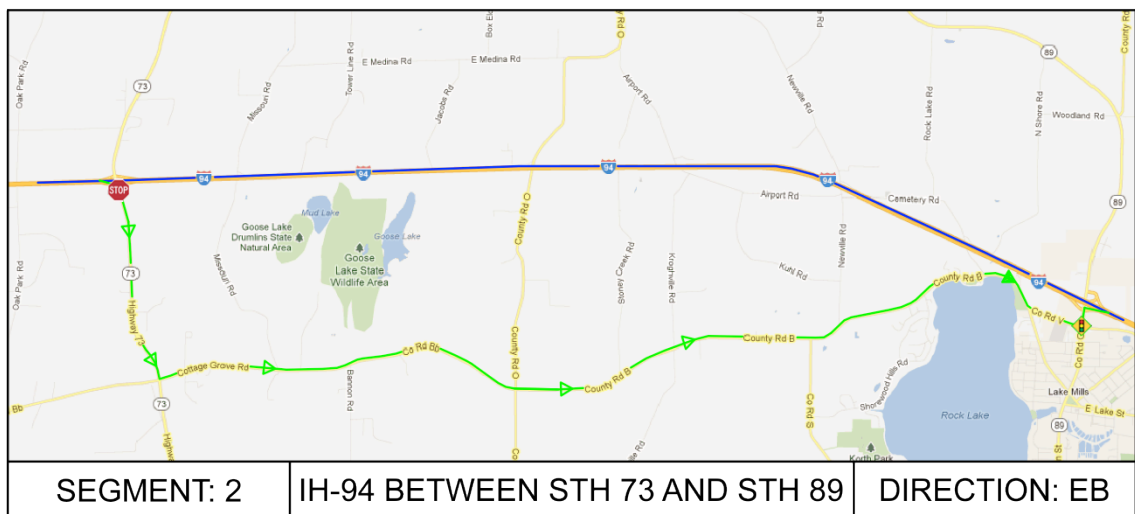 Oak Park Rd
73
Missouri Rd
Tower Line Rd
E Medina Rd
Jacobs Rd
E Medina Rd
Airport Rd
Newville Rd
Rock Lake Rd
N Shore Rd
89
Woodland Rd
County Rd
STOP
94
94
94
94
94
89
Airport Rd
Cemetery Rd
Mud Lake
Goose Lake
Goose Lake
Drumlins State
Natural Area
Goose
Lake State
Wildlife Area
County Rd O
Stoney Creek Rd
Kroghville Rd
Kuhl Rd
Newville Rd
Oak Park Rd
73
Missouri Rd
Highway 73
Cottage Grove Rd
Co Rd Bb
County Rd O
County Rd B
County Rd B
County Rd B
Co Rd V
Co Rd G
Bb
73
Bannon Rd
Co Rd S
Shorewood Hills Rd
Rock Lake
Korth Park
Lake Mills
E Lake St
89
SEGMENT: 2
IH-94 BETWEEN STH 73 AND STH 89
DIRECTION: EB